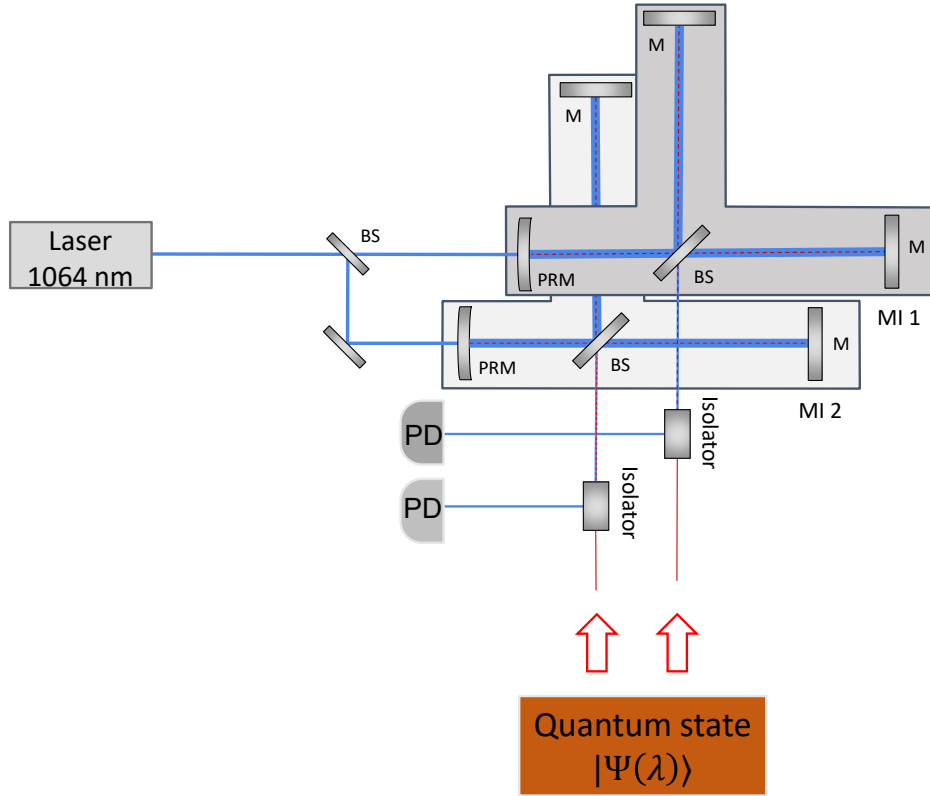 M
M
Laser
1064 nm
BS
PRM
BS
M
MI 1
PRM
BS
M
MI 2
Isolator
PD
Isolator
PD
Quantum state
|Ψ(λ)⟩